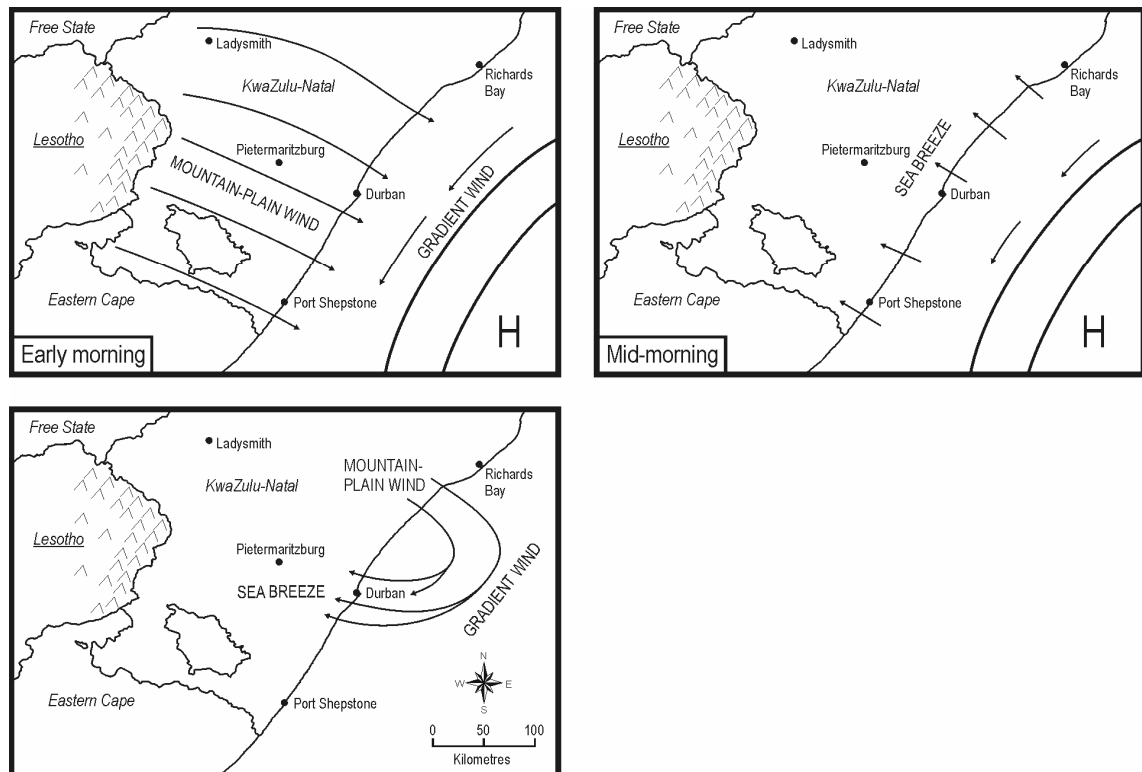 Free State
Ladysmith
KwaZulu-Natal
Richards
Bay
Lesotho
Pietermaritzburg
MOUNTAIN-PLAIN WIND
Durban
GRADIENT WIND
Eastern Cape
Port Shepstone
H
Early morning
Free State
Ladysmith
KwaZulu-Natal
Richards
Bay
Lesotho
Pietermaritzburg
SEA BREEZE
Durban
Eastern Cape
Port Shepstone
H
Mid-morning
Free State
Ladysmith
MOUNTAIN-
PLAIN WIND
Richards
Bay
KwaZulu-Natal
Lesotho
Pietermaritzburg
SEA BREEZE
Durban
GRADIENT WIND
N
W E
S
Eastern Cape
Port Shepstone
0 50 100
Kilometres